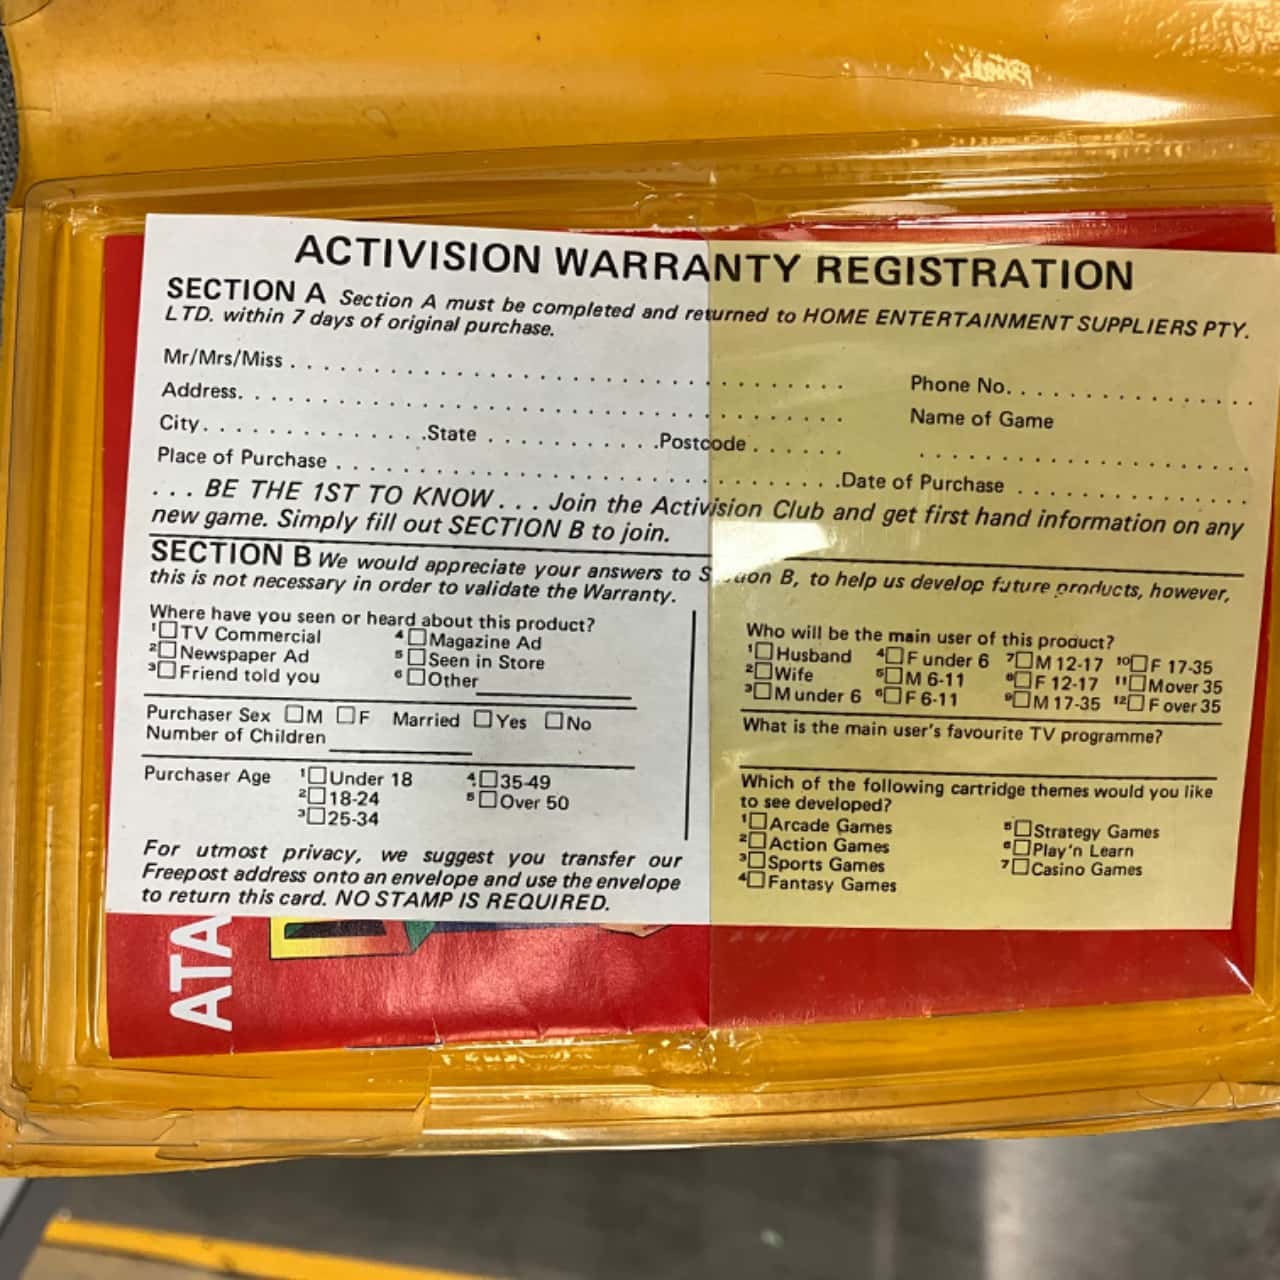 ACTIVISION WARRANTY REGISTRATION
SECTION A Section A must be completed and returned to HOME ENTERTAINMENT SUPPLIERS PTY.
LTD. within 7 days of original purchase.
Mr/Mrs/Miss . . . . . . . . . . . . . . . . . . . . . . . . . . . . . . . . . . Phone No. . . . . . . . . . . . . . . .
Address. . . . . . . . . . . . . . . . . . . . . . . . . . . . . . . . . . . . . Name of Game
City. . . . . . . . . . . . . .State . . . . . . . . . . .Postcode . . . . . . . . . . . . . . . . . . . . . . . . . .
Place of Purchase . . . . . . . . . . . . . . . . . . . . . . . . . . . . . .Date of Purchase . . . . . . . . . . . . . .
. . . BE THE 1ST TO KNOW . . . Join the Activision Club and get first hand information on any
new game. Simply fill out SECTION B to join.
SECTION B We would appreciate your answers to Section B, to help us develop future products, however,
this is not necessary in order to validate the Warranty.
Where have you seen or heard about this product?
1 ☐ TV Commercial 4 ☐ Magazine Ad
2 ☐ Newspaper Ad 5 ☐ Seen in Store
3 ☐ Friend told you 6 ☐ Other
Purchaser Sex ☐ M ☐ F Married ☐ Yes ☐ No
Number of Children
Purchaser Age 1 ☐ Under 18 4 ☐ 35-49
2 ☐ 18-24 5 ☐ Over 50
3 ☐ 25-34
For utmost privacy, we suggest you transfer our
Freepost address onto an envelope and use the envelope
to return this card. NO STAMP IS REQUIRED.
Who will be the main user of this product?
1 ☐ Husband 4 ☐ F under 6 7 ☐ M 12-17 10 ☐ F 17-35
2 ☐ Wife 5 ☐ M 6-11 8 ☐ F 12-17 11 ☐ M over 35
3 ☐ M under 6 6 ☐ F 6-11 9 ☐ M 17-35 12 ☐ F over 35
What is the main user's favourite TV programme?
Which of the following cartridge themes would you like
to see developed?
1 ☐ Arcade Games 5 ☐ Strategy Games
2 ☐ Action Games 6 ☐ Play'n Learn
3 ☐ Sports Games 7 ☐ Casino Games
4 ☐ Fantasy Games
ATA